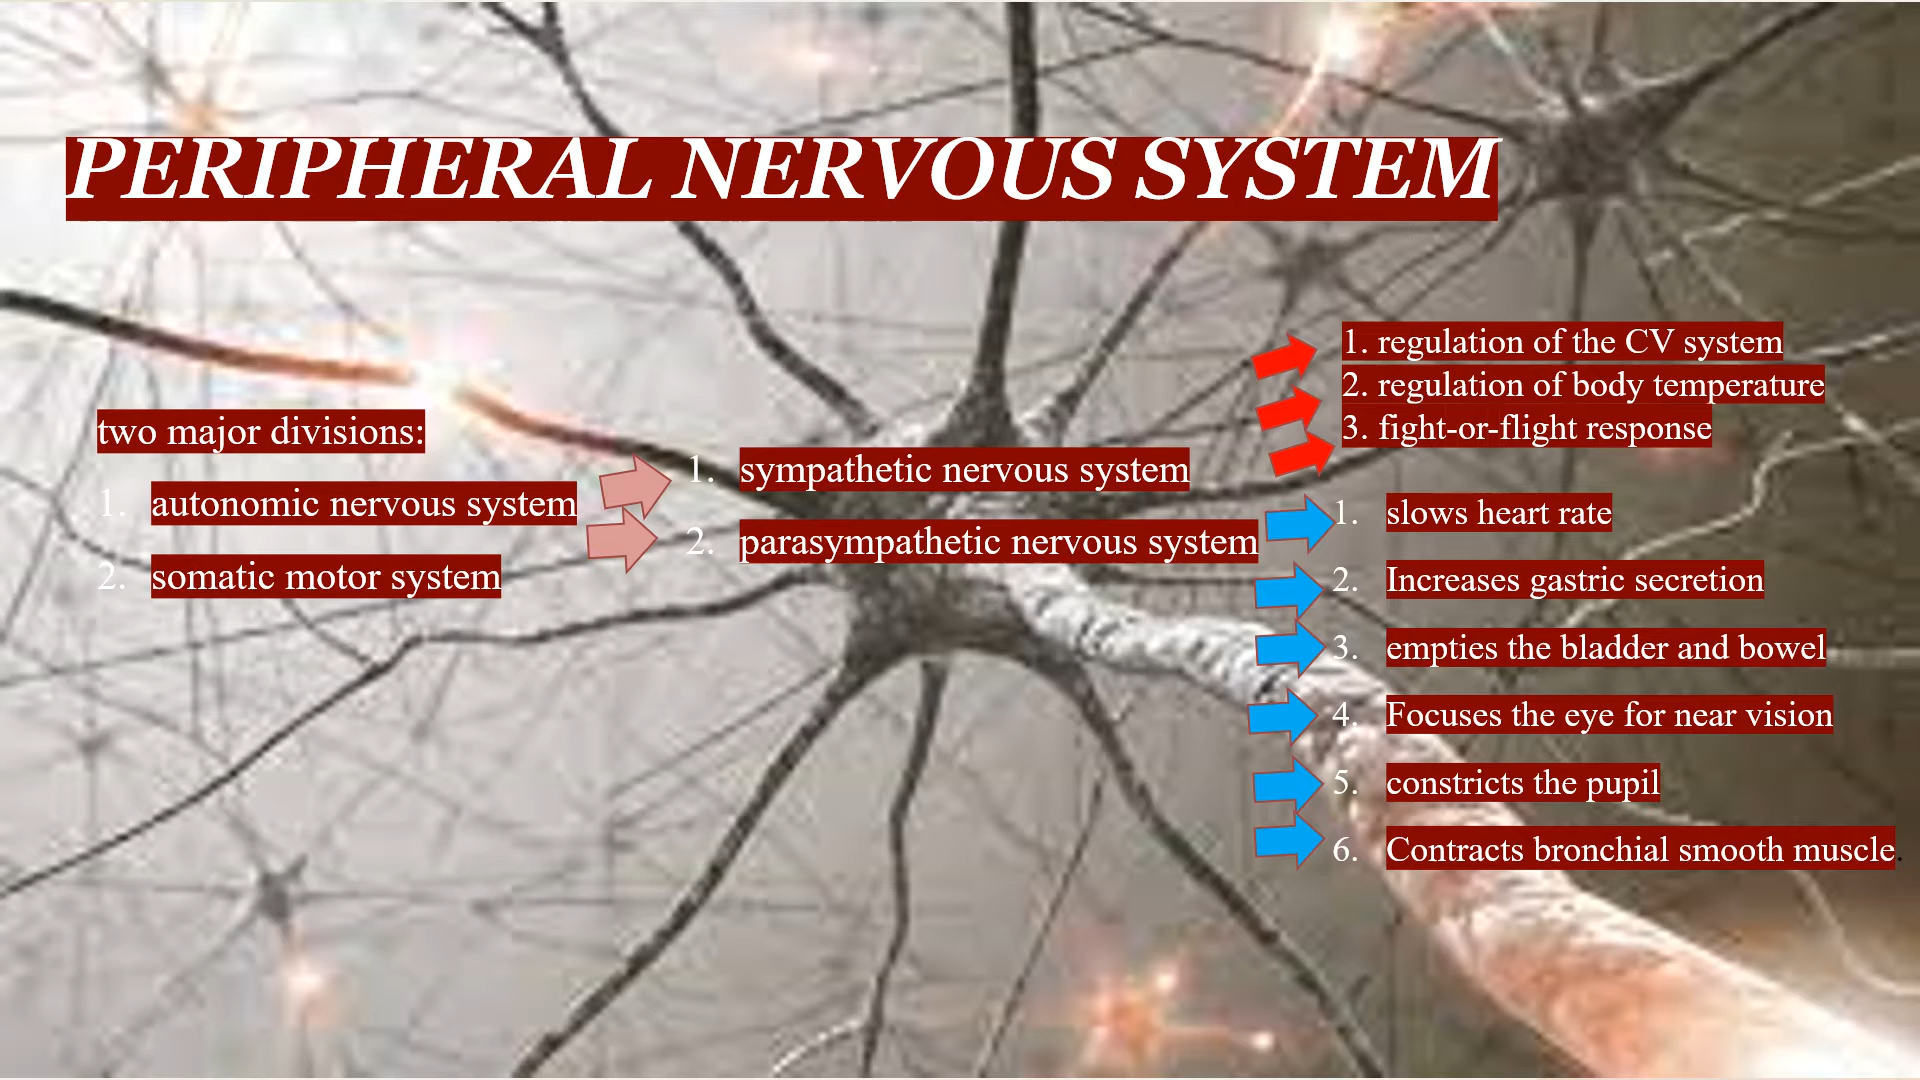 PERIPHERAL NERVOUS SYSTEM
two major divisions:
1. autonomic nervous system
2. somatic motor system
1. sympathetic nervous system
2. parasympathetic nervous system
1. regulation of the CV system
2. regulation of body temperature
3. fight-or-flight response
1. slows heart rate
2. Increases gastric secretion
3. empties the bladder and bowel
4. Focuses the eye for near vision
5. constricts the pupil
6. Contracts bronchial smooth muscle.